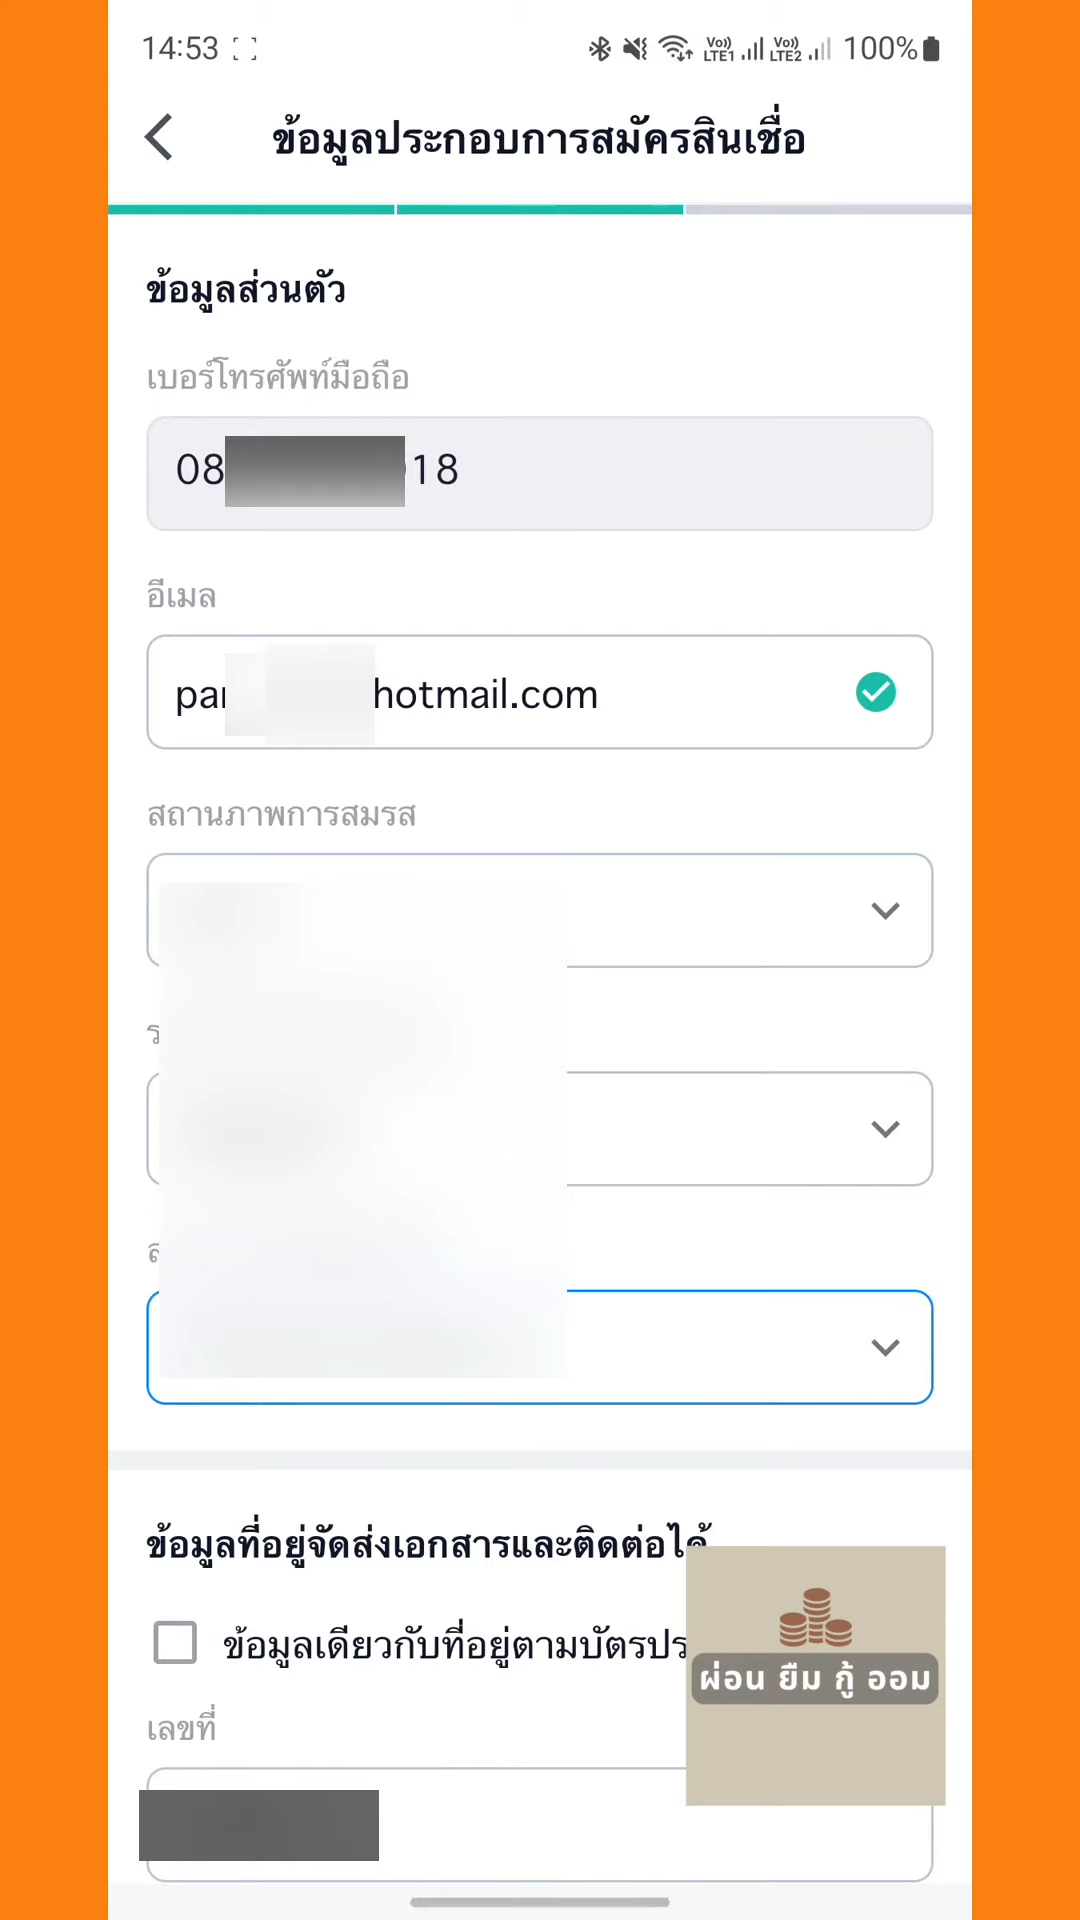 14:53
Vo)) LTE1 Vo)) LTE2 100%
ข้อมูลประกอบการสมัครสินเชื่อ
ข้อมูลส่วนตัว
เบอร์โทรศัพท์มือถือ
08 18
อีเมล
par hotmail.com
สถานภาพการสมรส
ข้อมูลที่อยู่จัดส่งเอกสารและติดต่อได้
ข้อมูลเดียวกับที่อยู่ตามบัตรปร
ผ่อน ยืม กู้ ออม
เลขที่